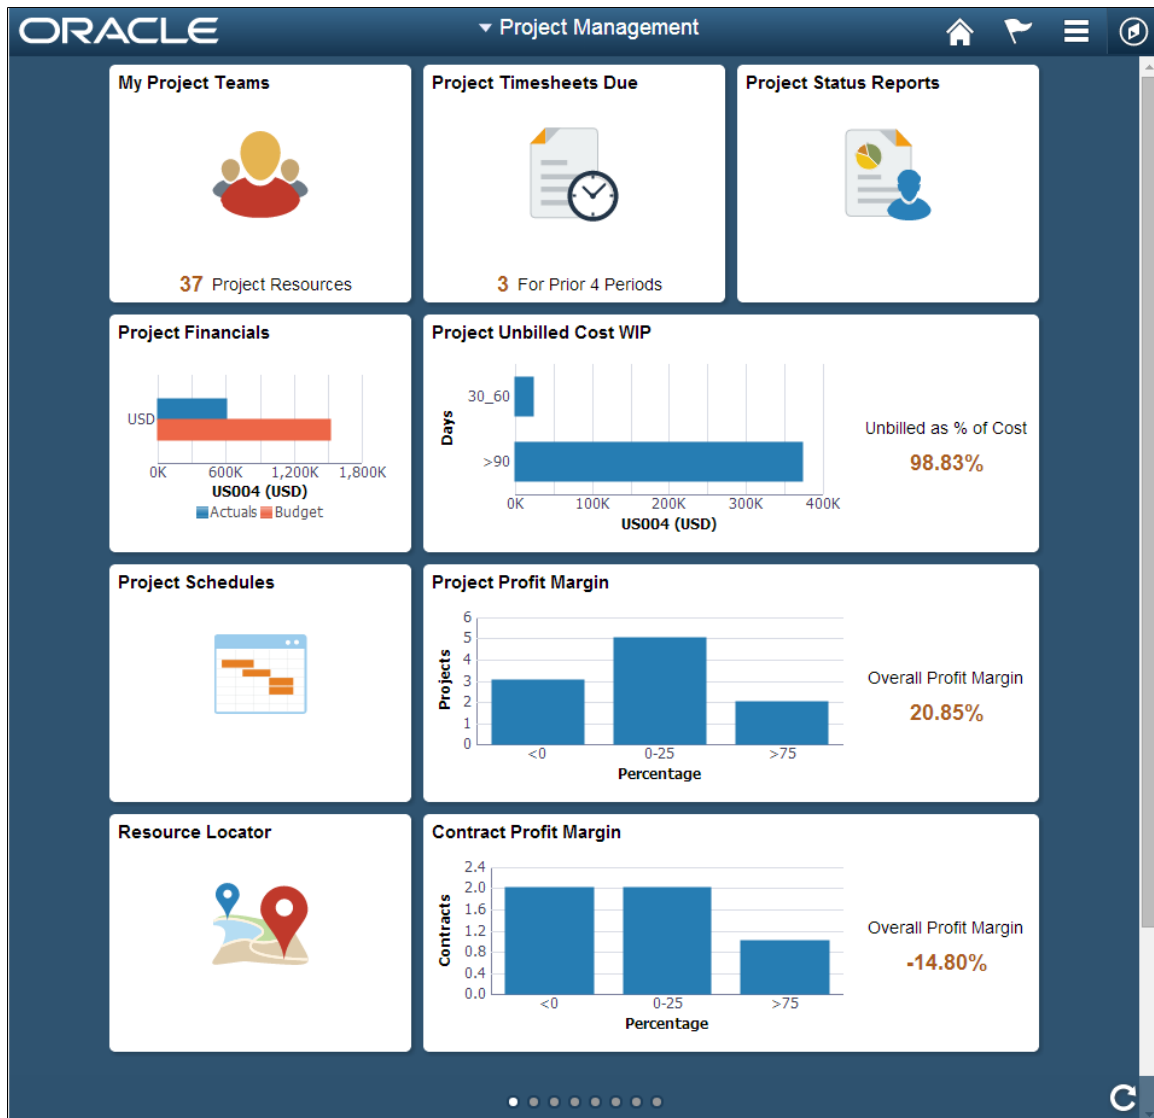 ORACLE
Project Management
My Project Teams
37 Project Resources
Project Timesheets Due
3 For Prior 4 Periods
Project Status Reports
Project Financials
USD
0K 600K 1,200K 1,800K
US004 (USD)
Actuals Budget
Project Unbilled Cost WIP
Days
30_60
>90
0K 100K 200K 300K 400K
US004 (USD)
Unbilled as % of Cost
98.83%
Project Schedules
Project Profit Margin
Projects
6
5
4
3
2
1
0
<0 0-25 >75
Percentage
Overall Profit Margin
20.85%
Resource Locator
Contract Profit Margin
Contracts
2.4
2.0
1.6
1.2
0.8
0.4
0.0
<0 0-25 >75
Percentage
Overall Profit Margin
-14.80%